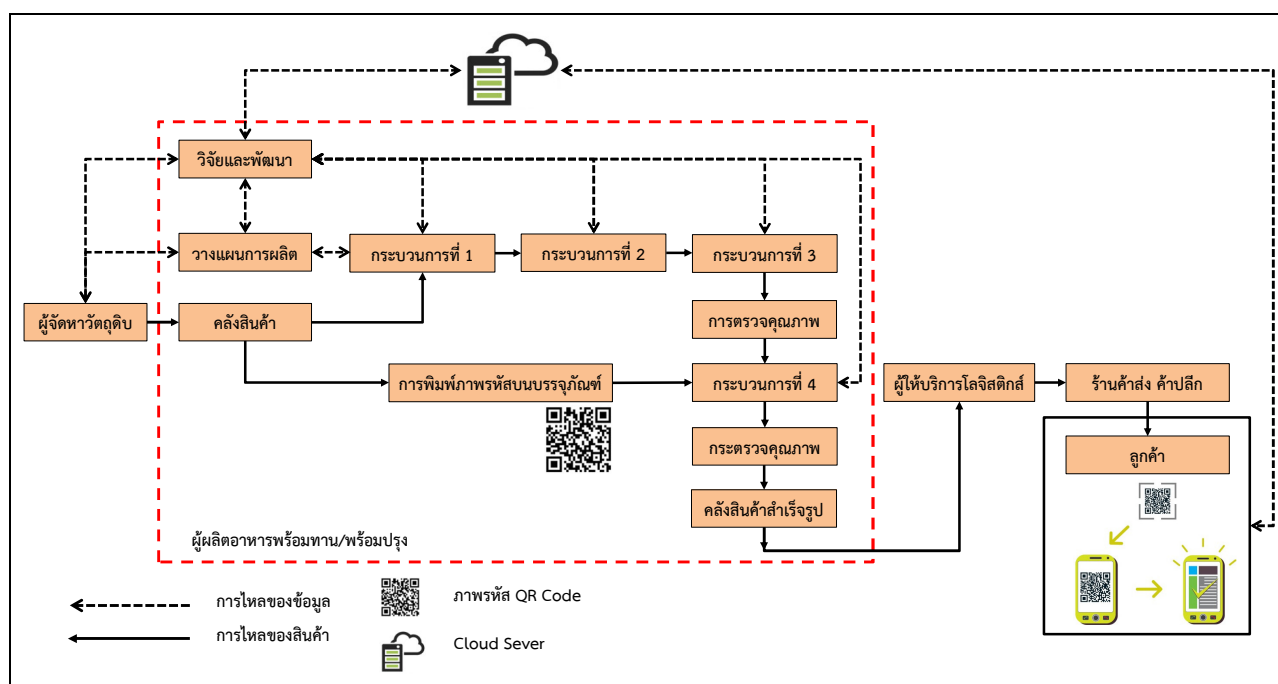 วิจัยและพัฒนา
วางแผนการผลิต
กระบวนการที่ 1
กระบวนการที่ 2
กระบวนการที่ 3
ผู้จัดหาวัตถุดิบ
คลังสินค้า
การตรวจคุณภาพ
การพิมพ์ภาพรหัสบนบรรจุภัณฑ์
กระบวนการที่ 4
ผู้ให้บริการโลจิสติกส์
ร้านค้าส่ง ค้าปลีก
กระตรวจคุณภาพ
ลูกค้า
คลังสินค้าสำเร็จรูป
ผู้ผลิตอาหารพร้อมทาน/พร้อมปรุง
การไหลของข้อมูล
ภาพรหัส QR Code
การไหลของสินค้า
Cloud Sever